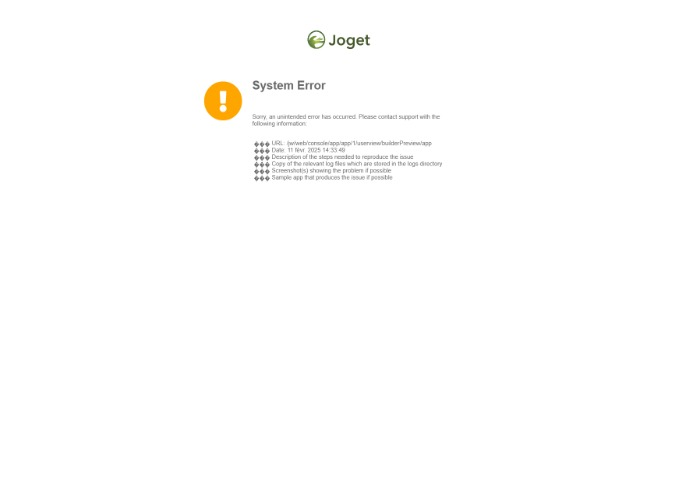 Joget
System Error
Sorry, an unintended error has occurred. Please contact support with the
following information:
��� URL: /jw/web/console/app/app/1/userview/builderPreview/app
��� Date: 11 févr. 2025 14:33:49
��� Description of the steps needed to reproduce the issue
��� Copy of the relevant log files which are stored in the logs directory
��� Screenshot(s) showing the problem if possible
��� Sample app that produces the issue if possible